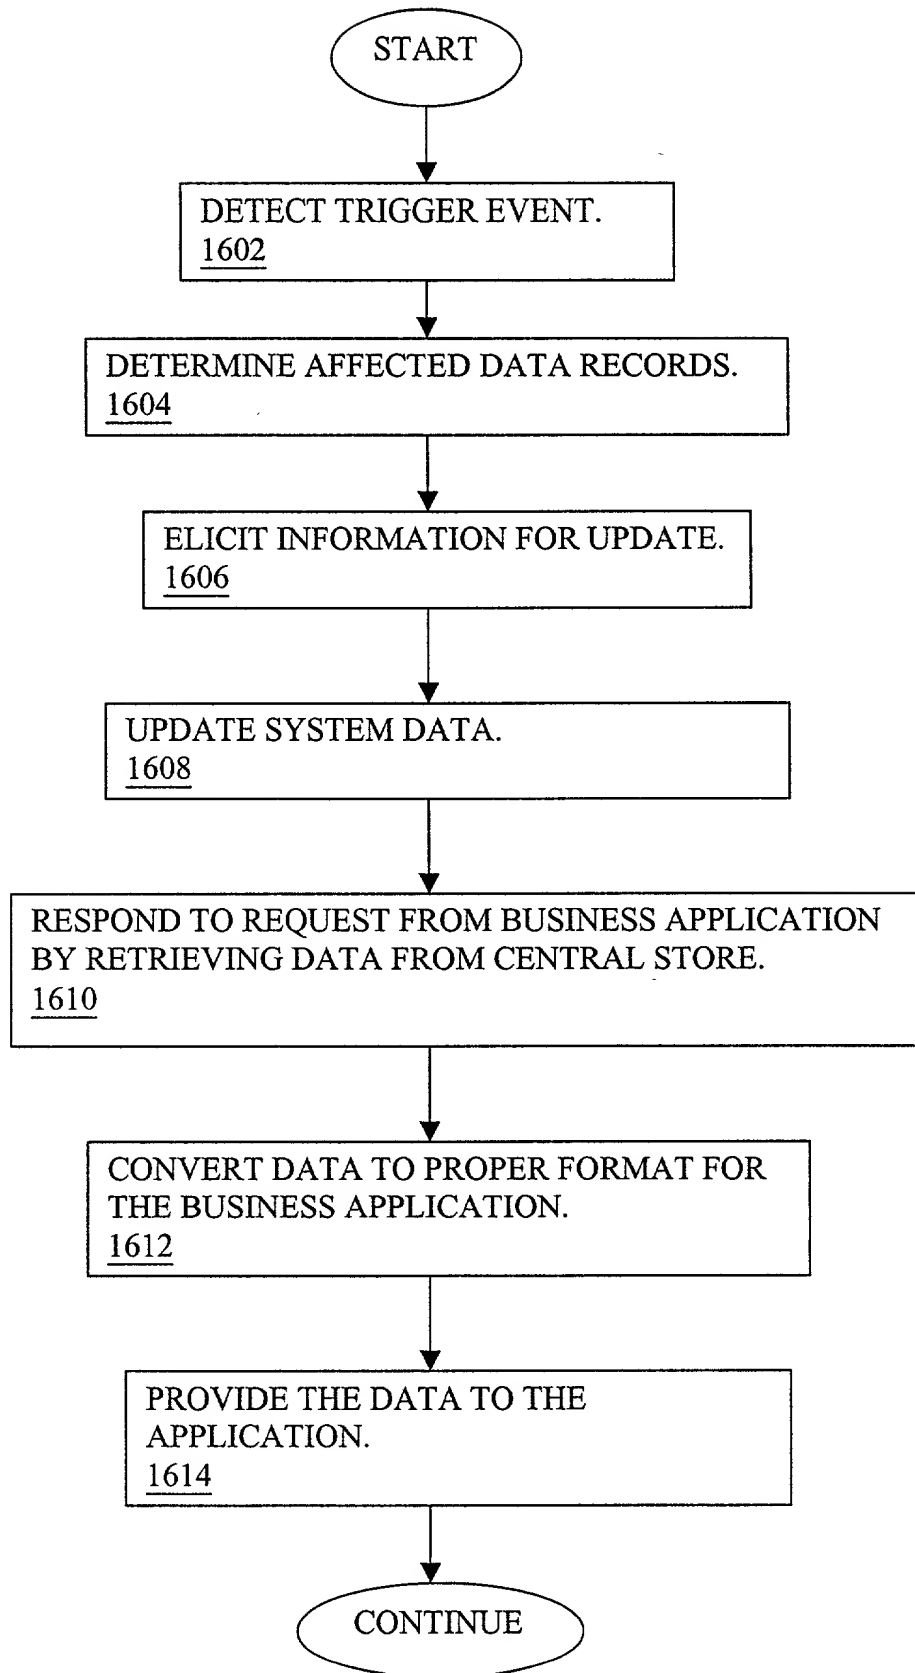 START
DETECT TRIGGER EVENT.
1602
DETERMINE AFFECTED DATA RECORDS.
1604
ELICIT INFORMATION FOR UPDATE.
1606
UPDATE SYSTEM DATA.
1608
RESPOND TO REQUEST FROM BUSINESS APPLICATION
BY RETRIEVING DATA FROM CENTRAL STORE.
1610
CONVERT DATA TO PROPER FORMAT FOR
THE BUSINESS APPLICATION.
1612
PROVIDE THE DATA TO THE
APPLICATION.
1614
CONTINUE